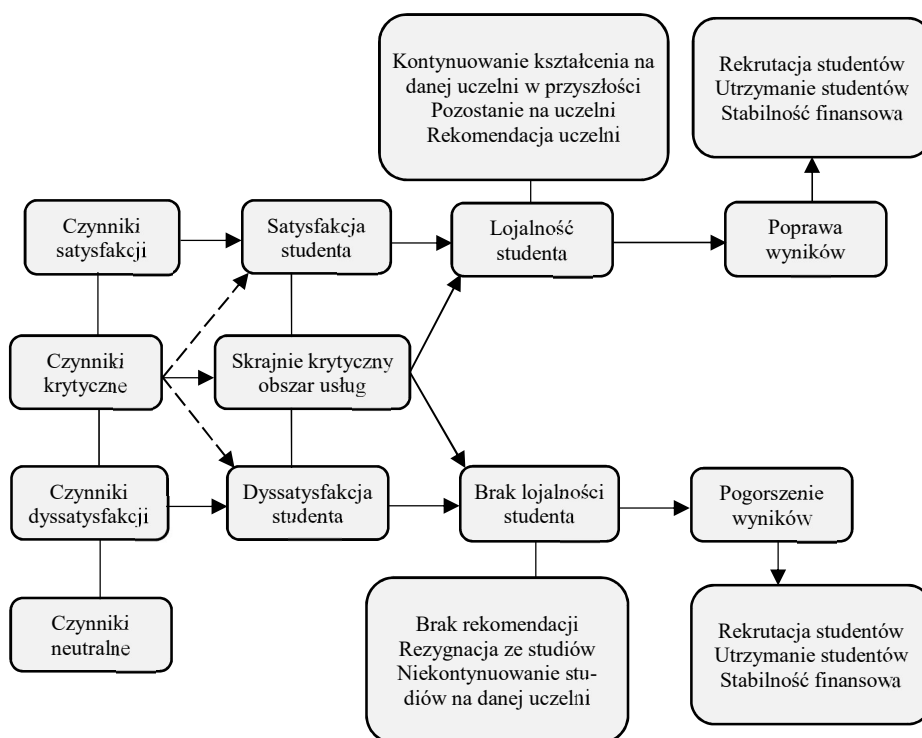 Kontynuowanie kształcenia na
danej uczelni w przyszłości
Pozostanie na uczelni
Rekomendacja uczelni
Rekrutacja studentów
Utrzymanie studentów
Stabilność finansowa
Czynniki
satysfakcji
Satysfakcja
studenta
Lojalność
studenta
Poprawa
wyników
Czynniki
krytyczne
Skrajnie krytyczny
obszar usług
Czynniki
dyssatysfakcji
Dyssatysfakcja
studenta
Brak lojalności
studenta
Pogorszenie
wyników
Czynniki
neutralne
Brak rekomendacji
Rezygnacja ze studiów
Niekontynuowanie stu-
diów na danej uczelni
Rekrutacja studentów
Utrzymanie studentów
Stabilność finansowa